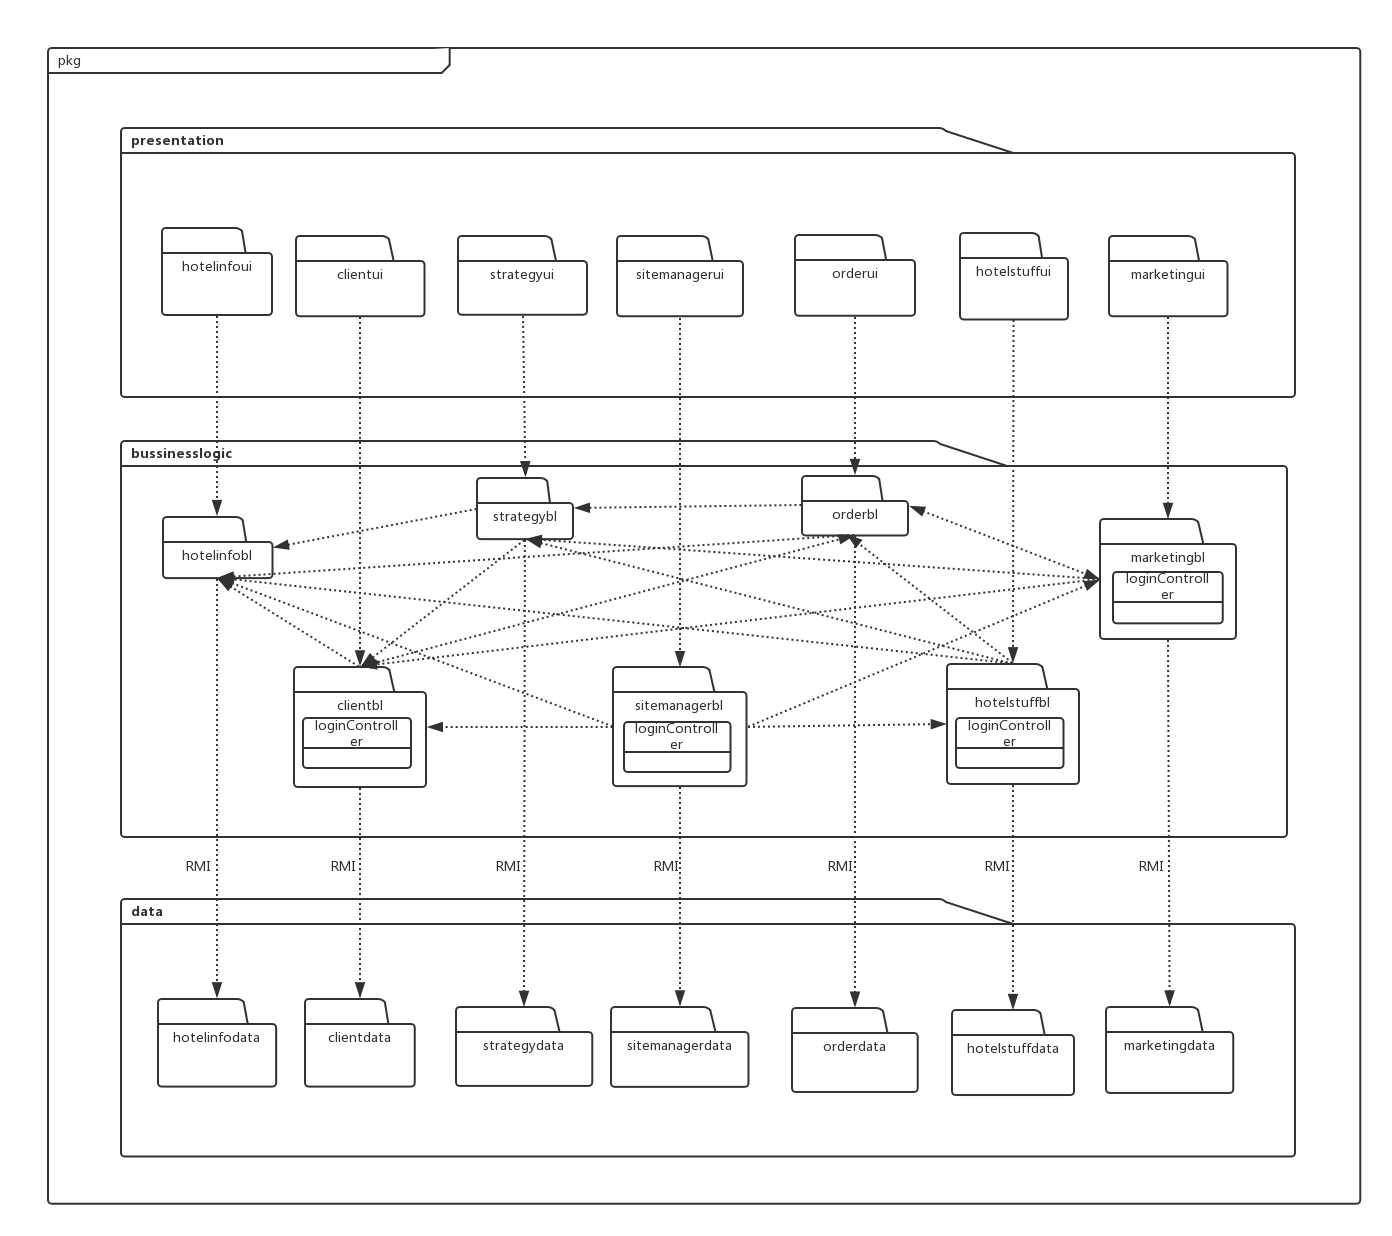 pkg
presentation
hotelinfoui
clientui
strategyui
sitemanagerui
orderui
hotelstuffui
marketingui
bussinesslogic
hotelinfobl
strategybl
orderbl
marketingbl
loginControll
er
clientbl
loginControll
er
sitemanagerbl
loginControll
er
hotelstuffbl
loginControll
er
RMI
RMI
RMI
RMI
RMI
RMI
RMI
data
hotelinfodata
clientdata
strategydata
sitemanagerdata
orderdata
hotelstuffdata
marketingdata